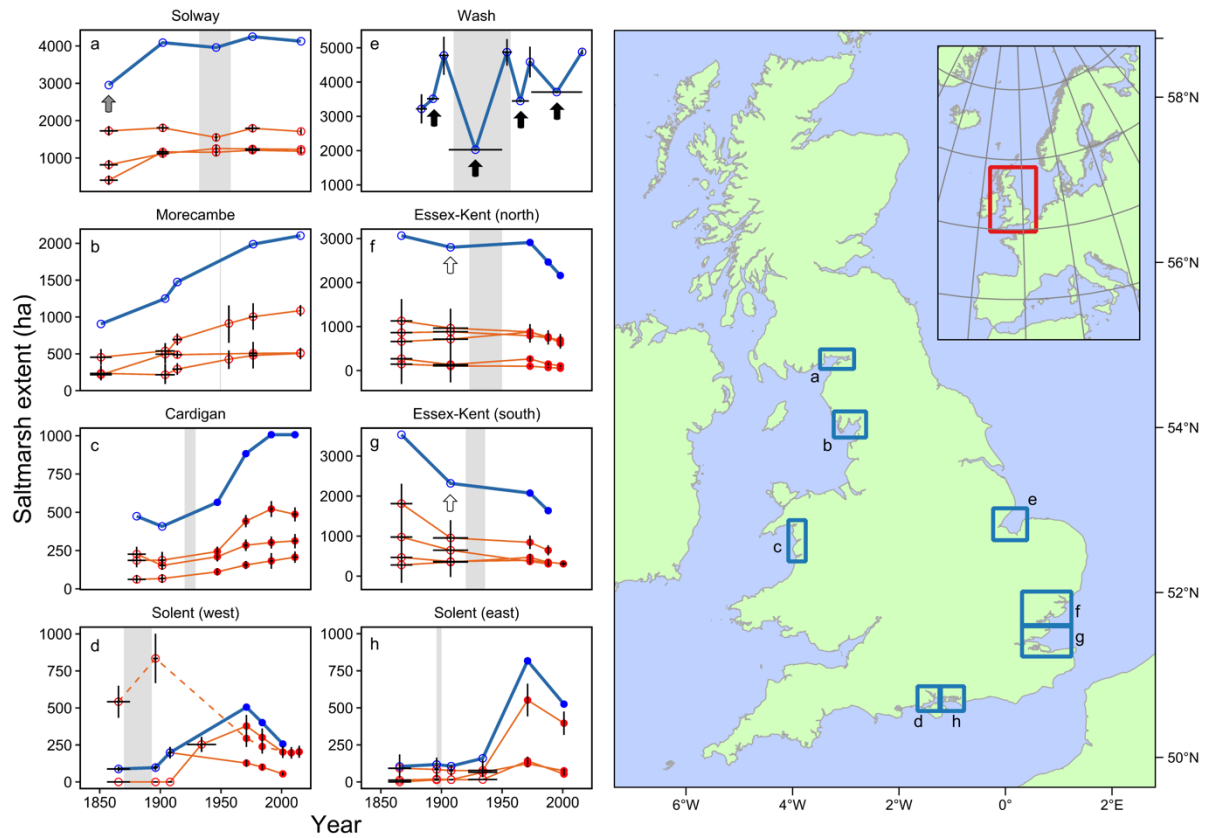 Solway
Wash
a
4000
3000
2000
1000
e
5000
4000
3000
2000
1000
Morecambe
Essex-Kent (north)
b
2000
1500
1000
500
0
f
3000
2000
1000
0
Cardigan
Essex-Kent (south)
c
1000
750
500
250
0
g
3000
2000
1000
0
Solent (west)
Solent (east)
d
1000
750
500
250
0
h
1000
750
500
250
0
1850 1900 1950 2000
1850 1900 1950 2000
Saltmarsh extent (ha)
Year
a
b
c
d
h
e
f
g
58°N
56°N
54°N
52°N
50°N
6°W 4°W 2°W 0° 2°E